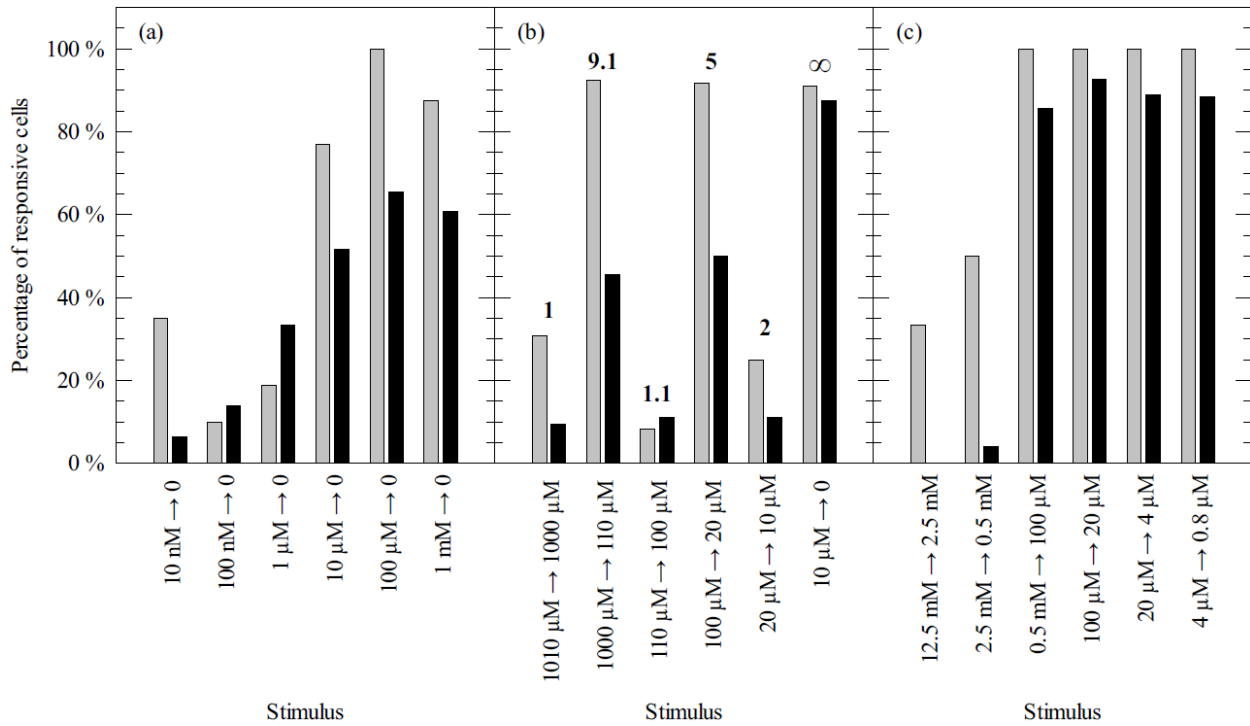 Percentage of responsive cells
100 %
80 %
60 %
40 %
20 %
0 %
(a)
10 nM → 0
100 nM → 0
1 µM → 0
10 µM → 0
100 µM → 0
1 mM → 0
Stimulus
(b)
1
9.1
1.1
5
2
∞
1010 µM → 1000 µM
1000 µM → 110 µM
110 µM → 100 µM
100 µM → 20 µM
20 µM → 10 µM
10 µM → 0
Stimulus
(c)
12.5 mM → 2.5 mM
2.5 mM → 0.5 mM
0.5 mM → 100 µM
100 µM → 20 µM
20 µM → 4 µM
4 µM → 0.8 µM
Stimulus